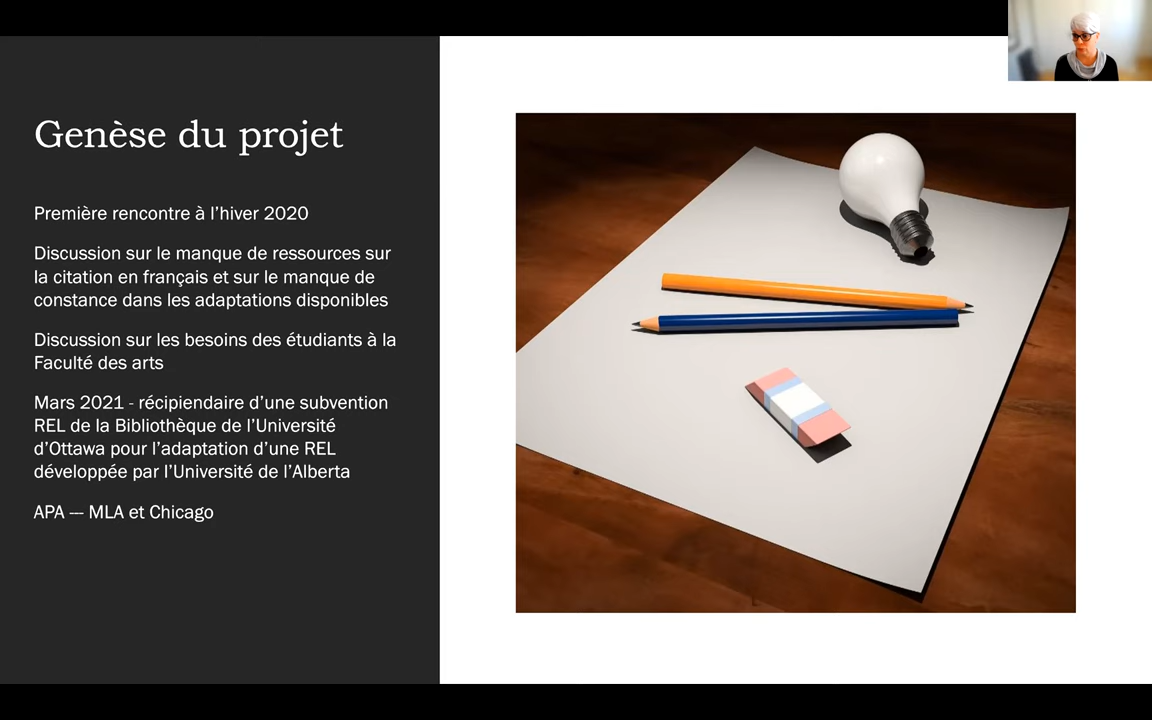 Genèse du projet
Première rencontre à l’hiver 2020
Discussion sur le manque de ressources sur
la citation en français et sur le manque de
constance dans les adaptations disponibles
Discussion sur les besoins des étudiants à la
Faculté des arts
Mars 2021 - récipiendaire d’une subvention
REL de la Bibliothèque de l’Université
d’Ottawa pour l’adaptation d’une REL
développée par l’Université de l’Alberta
APA –- MLA et Chicago